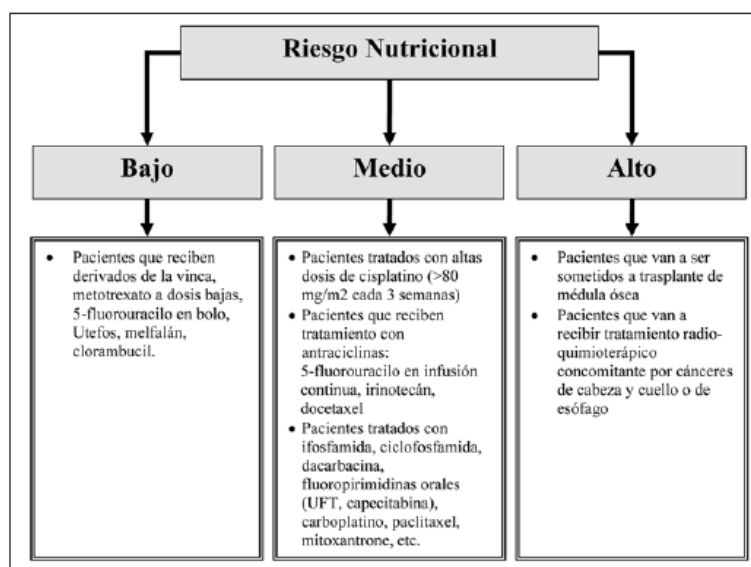 Riesgo Nutricional
Bajo
• Pacientes que reciben
derivados de la vinca,
metotrexato a dosis bajas,
5-fluorouracilo en bolo,
Utefos, melfalán,
clorambucil.
Medio
• Pacientes tratados con altas
dosis de cisplatino (>80
mg/m2 cada 3 semanas)
• Pacientes que reciben
tratamiento con
antraciclinas:
5-fluorouracilo en infusión
continua, irinotecán,
docetaxel
• Pacientes tratados con
ifosfamida, ciclofosfamida,
dacarbacina,
fluoropirimidinas orales
(UFT, capecitabina),
carboplatino, paclitaxel,
mitoxantrone, etc.
Alto
• Pacientes que van a ser
sometidos a trasplante de
médula ósea
• Pacientes que van a
recibir tratamiento radio-
quimioterápico
concomitante por cánceres
de cabeza y cuello o de
esófago